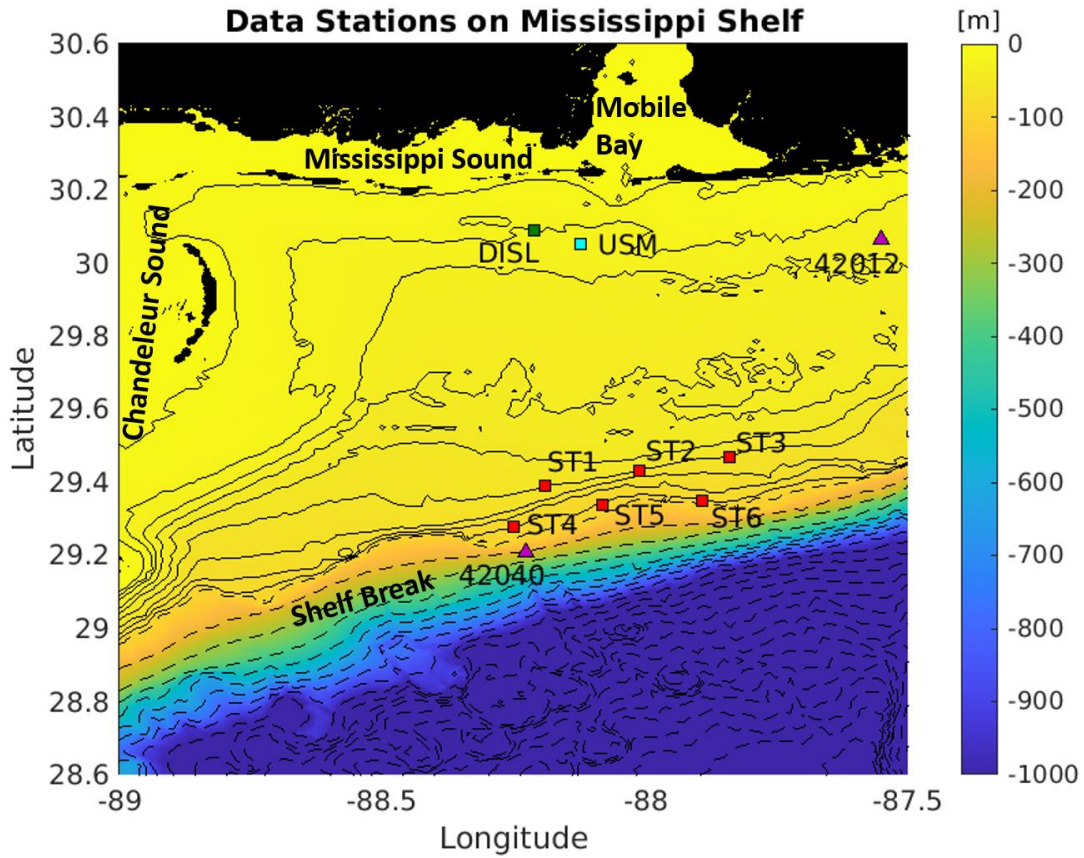 Data Stations on Mississippi Shelf
[m]
30.6
30.4
30.2
30
29.8
29.6
29.4
29.2
29
28.8
28.6
Latitude
Mobile
Bay
Mississippi Sound
Chandeleur Sound
DISL
USM
42012
ST1
ST2
ST3
ST4
ST5
ST6
42040
Shelf Break
-89
-88.5
-88
-87.5
Longitude
0
-100
-200
-300
-400
-500
-600
-700
-800
-900
-1000